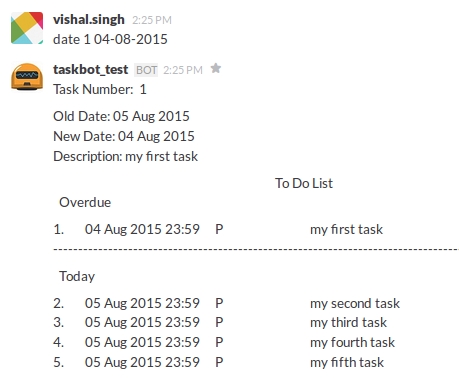 vishal.singh 2:25 PM
date 1 04-08-2015
taskbot_test BOT 2:25 PM
Task Number: 1
Old Date: 05 Aug 2015
New Date: 04 Aug 2015
Description: my first task
To Do List
Overdue
1. 04 Aug 2015 23:59 P my first task
--------------------------------------------------------------------------------
Today
2. 05 Aug 2015 23:59 P my second task
3. 05 Aug 2015 23:59 P my third task
4. 05 Aug 2015 23:59 P my fourth task
5. 05 Aug 2015 23:59 P my fifth task